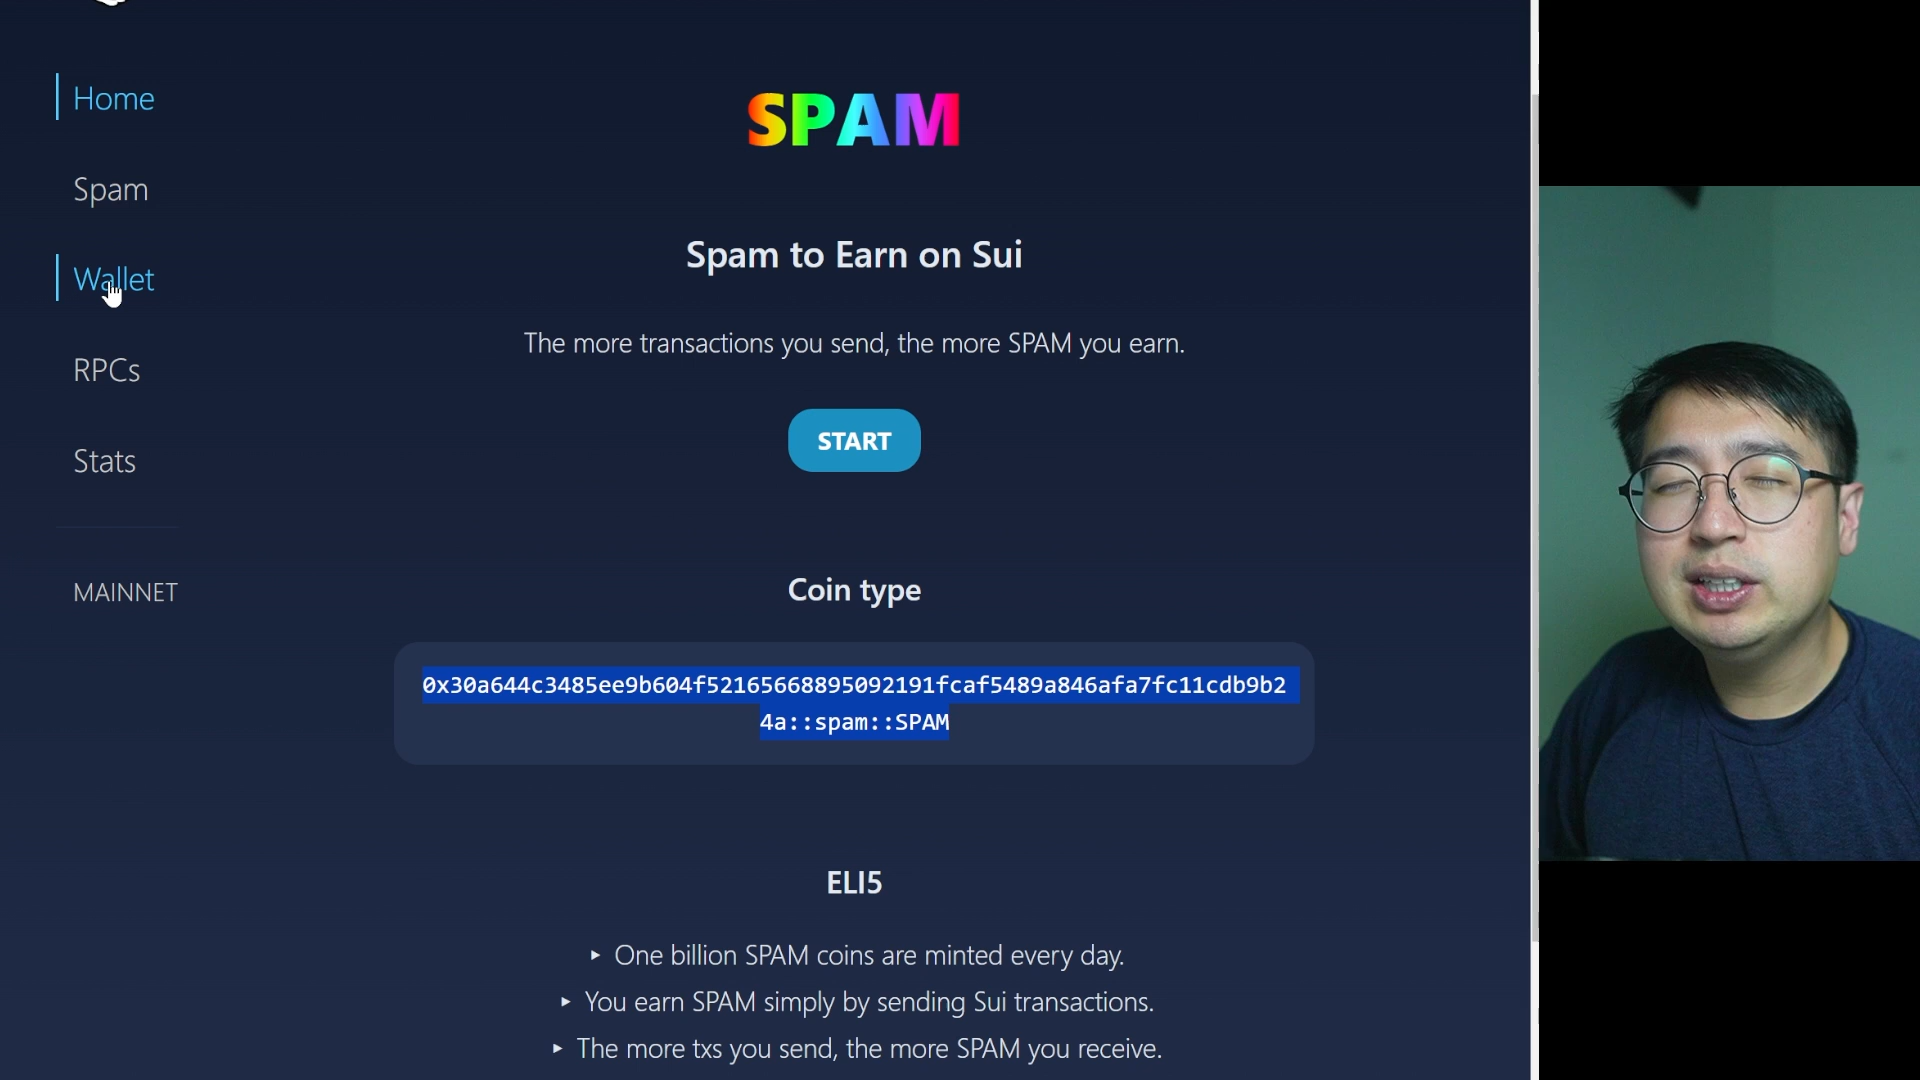 Home
Spam
Wallet
RPCs
Stats
MAINNET
SPAM
Spam to Earn on Sui
The more transactions you send, the more SPAM you earn.
START
Coin type
0x30a644c3485ee9b604f52165668895092191fcaf5489a846afa7fc11cdb9b2
4a::spam::SPAM
ELI5
▸ One billion SPAM coins are minted every day.
▸ You earn SPAM simply by sending Sui transactions.
▸ The more txs you send, the more SPAM you receive.